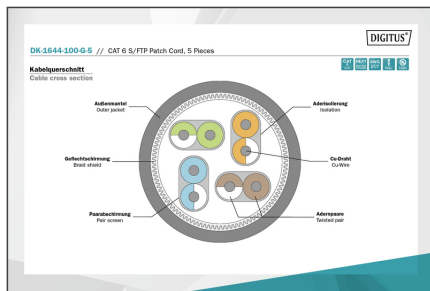 DIGITUS®
DK-1644-100-G-5 // CAT 6 S/FTP Patch Cord, 5 Pieces
Kabelquerschnitt
Cable cross section
Außenmantel
Outer jacket
Aderisolierung
Isolation
Geflechtschirmung
Braid shield
Cu-Draht
Cu-Wire
Paarabschirmung
Pair screen
Adernpaare
Twisted pair